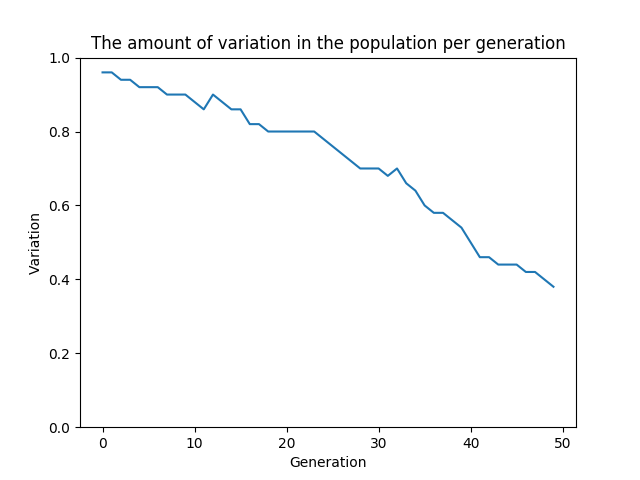 The amount of variation in the population per generation
1.0
0.8
0.6
0.4
0.2
0.0
Variation
0 10 20 30 40 50
Generation